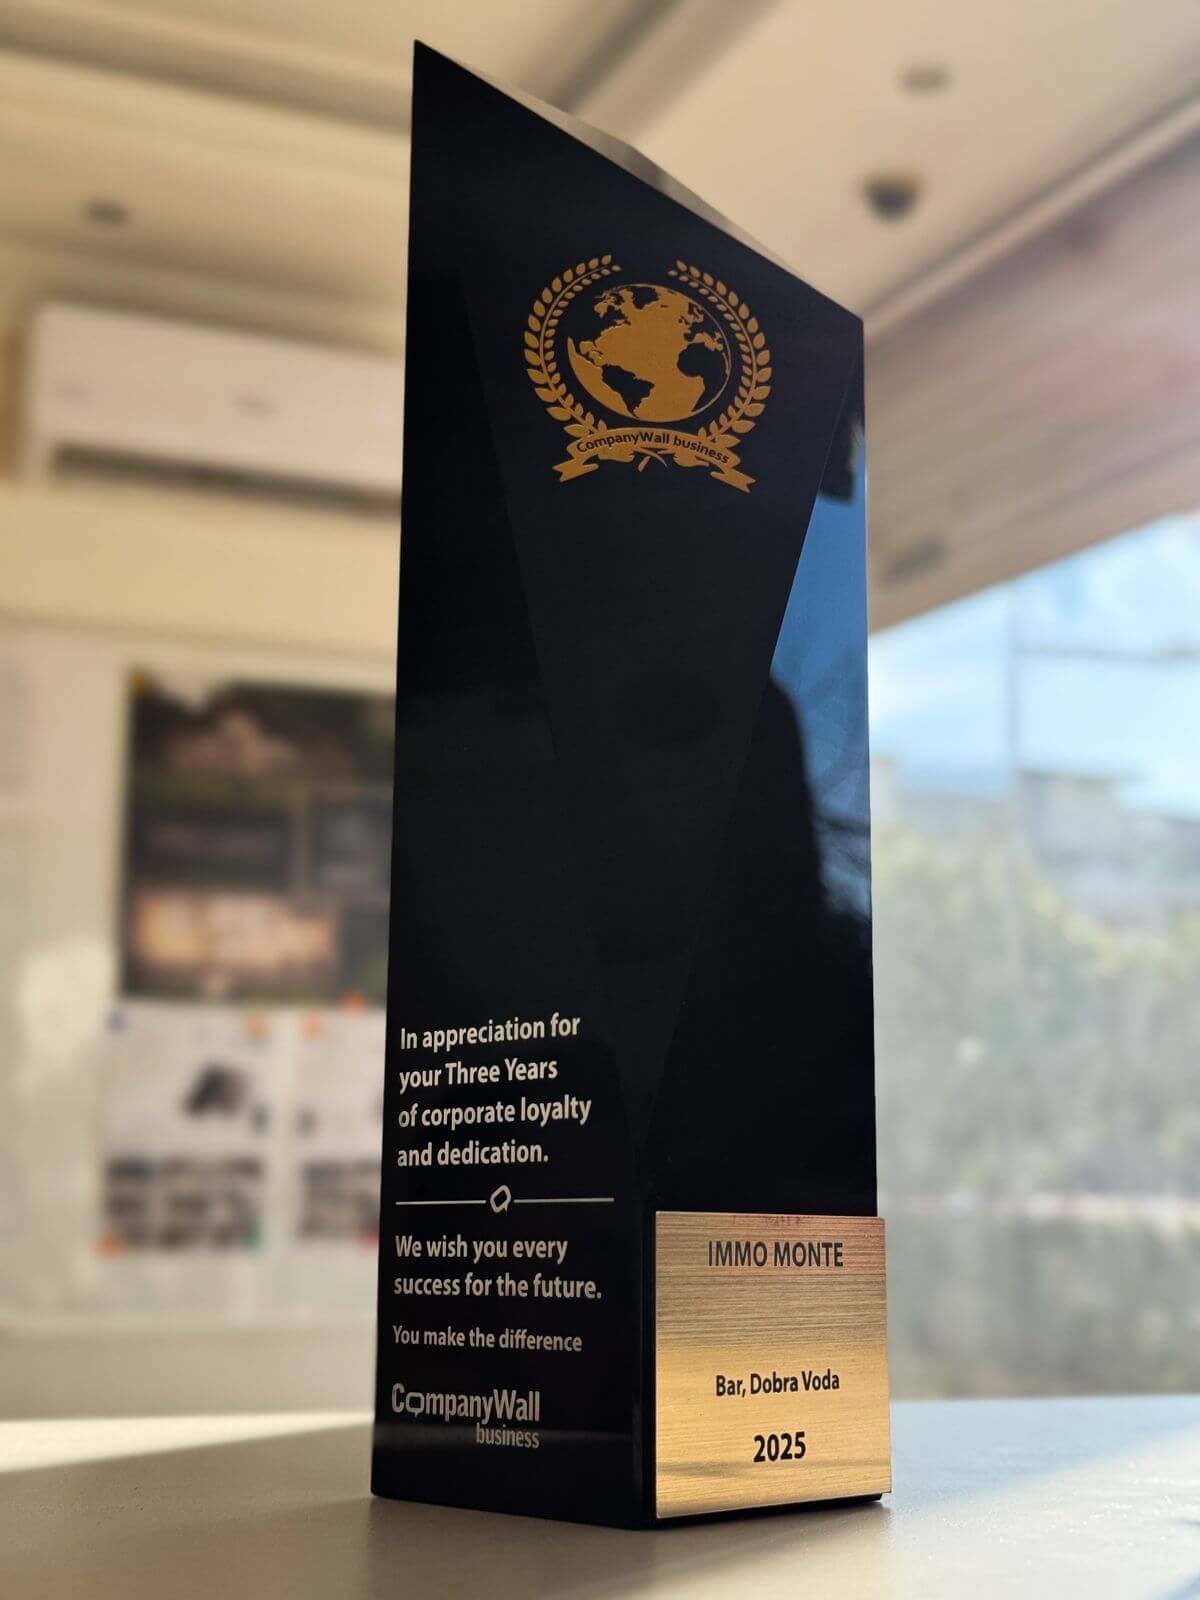 CompanyWall business
In appreciation for
your Three Years
of corporate loyalty
and dedication.
We wish you every
success for the future.
You make the difference
CompanyWall
business
IMMO MONTE
Bar, Dobra Voda
2025